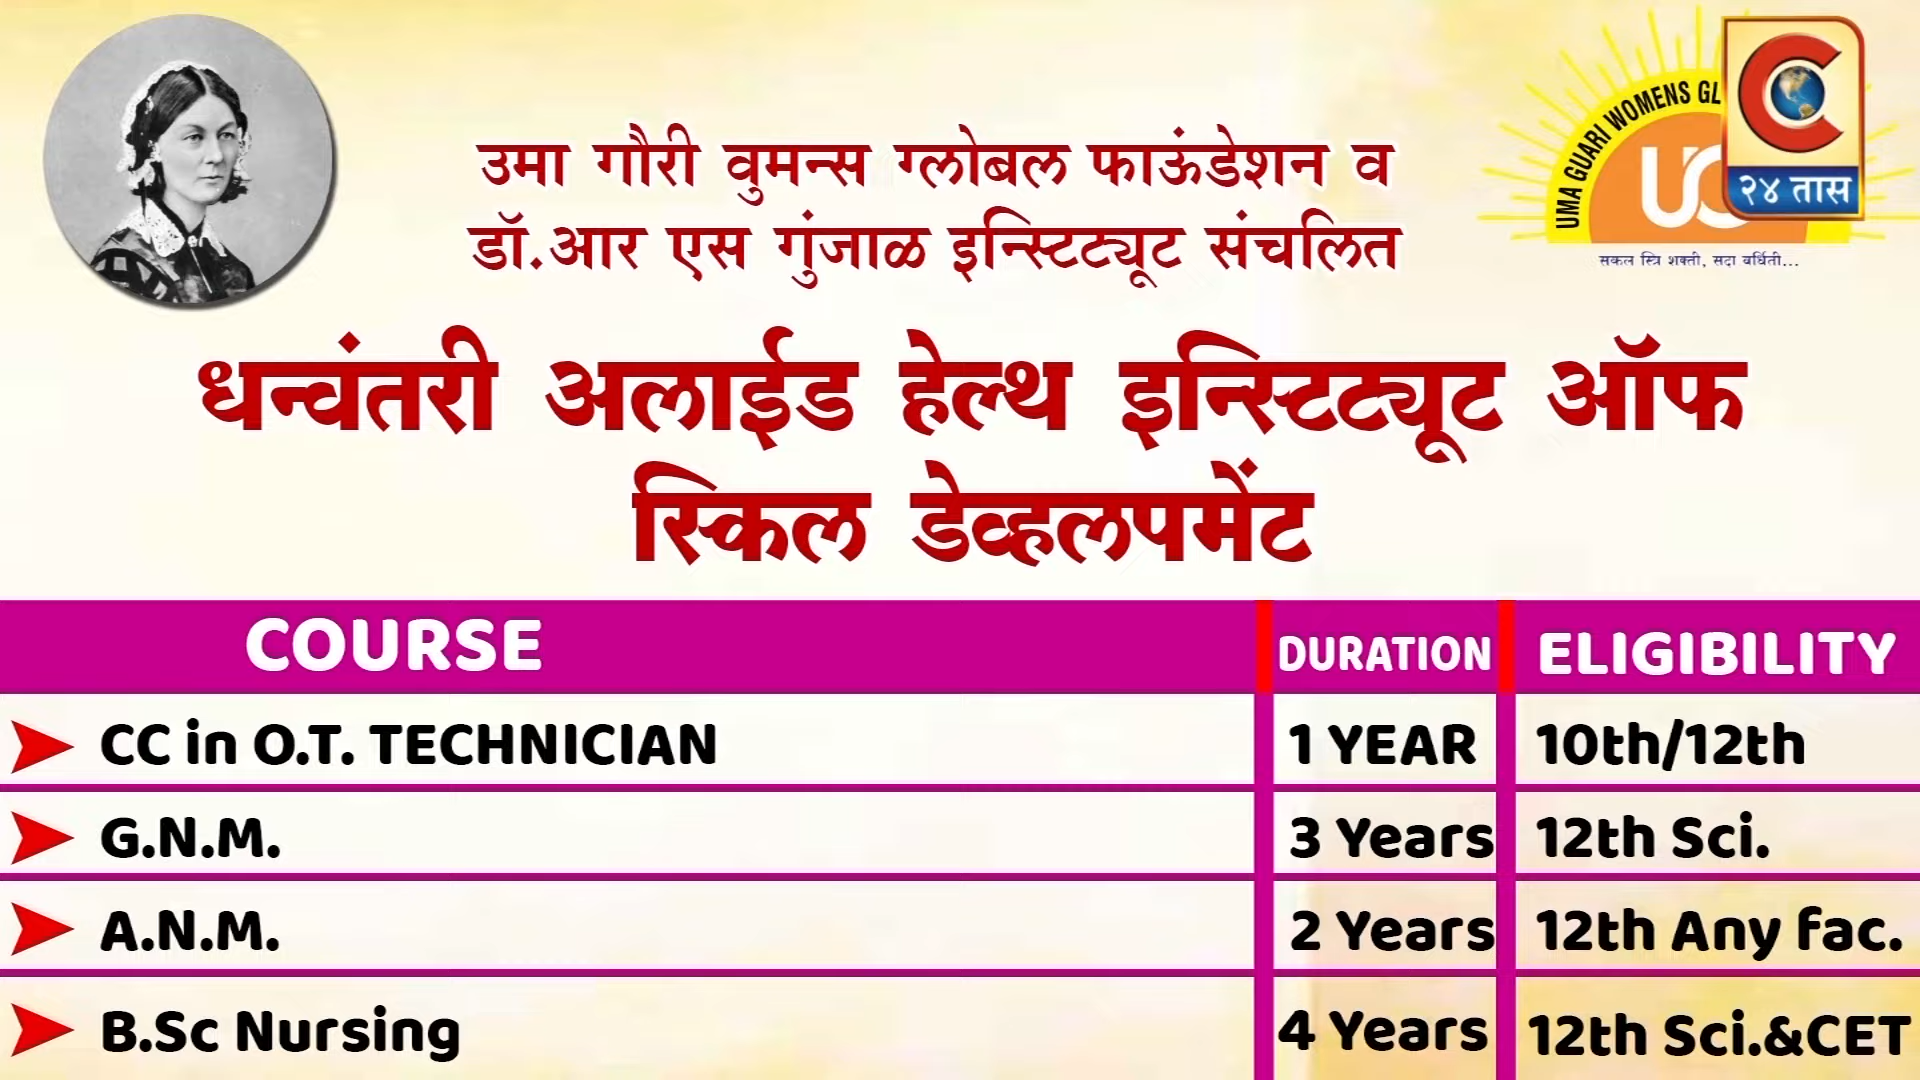 उमा गौरी वुमन्स ग्लोबल फाऊंडेशन व
डॉ.आर एस गुंजाळ इन्स्टिट्यूट संचलित
UMA GUARI WOMENS GL
२४ तास
सकल स्त्रि शक्ती, सदा वर्धिती...
धन्वंतरी अलाईड हेल्थ इन्स्टिट्यूट ऑफ
स्किल डेव्हलपमेंट
COURSE DURATION ELIGIBILITY
CC in O.T. TECHNICIAN 1 YEAR 10th/12th
G.N.M. 3 Years 12th Sci.
A.N.M. 2 Years 12th Any fac.
B.Sc Nursing 4 Years 12th Sci.&CET